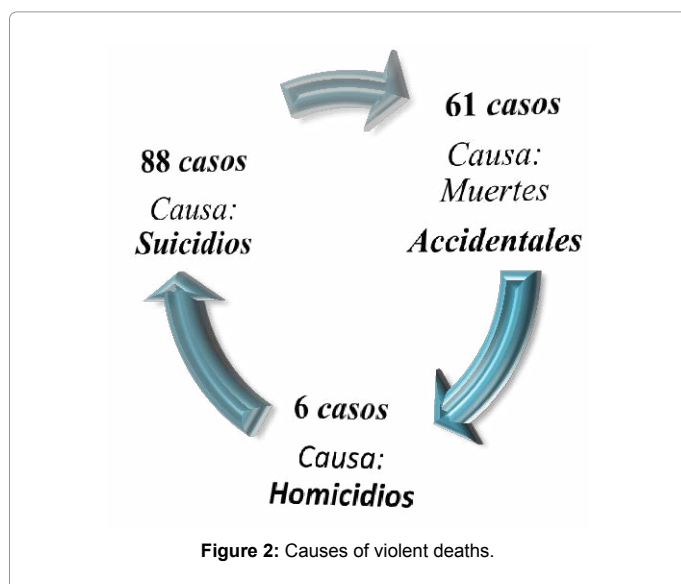 88 casos
Causa:
Suicidios
61 casos
Causa:
Muertes
Accidentales
6 casos
Causa:
Homicidios
Figure 2: Causes of violent deaths.